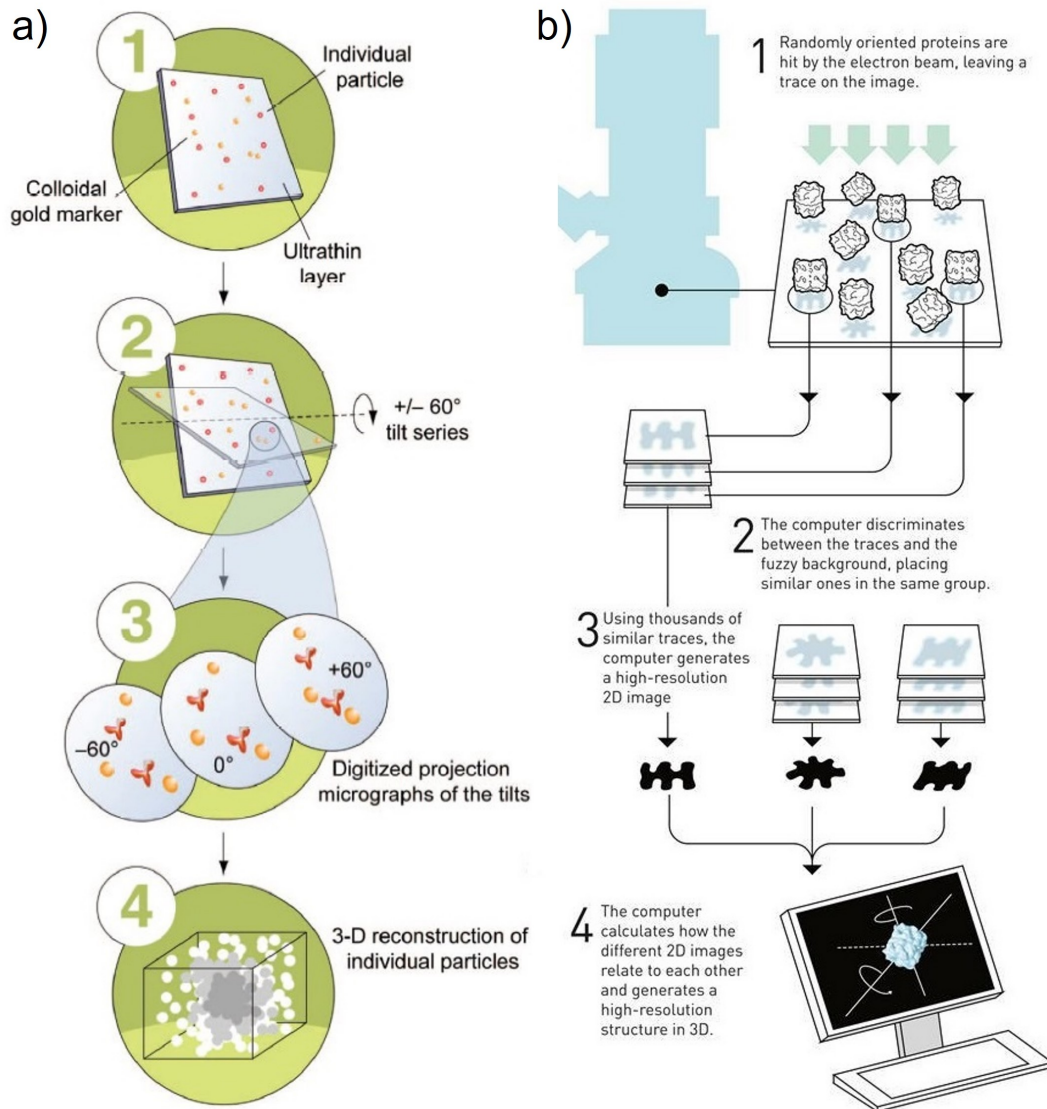 a)
1
Individual
particle
Colloidal
gold marker
Ultrathin
layer
2
+/– 60°
tilt series
3
–60°
0°
+60°
Digitized projection
micrographs of the tilts
4
3-D reconstruction of
individual particles
b)
1
Randomly oriented proteins are
hit by the electron beam, leaving a
trace on the image.
2
The computer discriminates
between the traces and the
fuzzy background, placing
similar ones in the same group.
3
Using thousands of
similar traces, the
computer generates
a high-resolution
2D image
4
The computer
calculates how the
different 2D images
relate to each other
and generates a
high-resolution
structure in 3D.